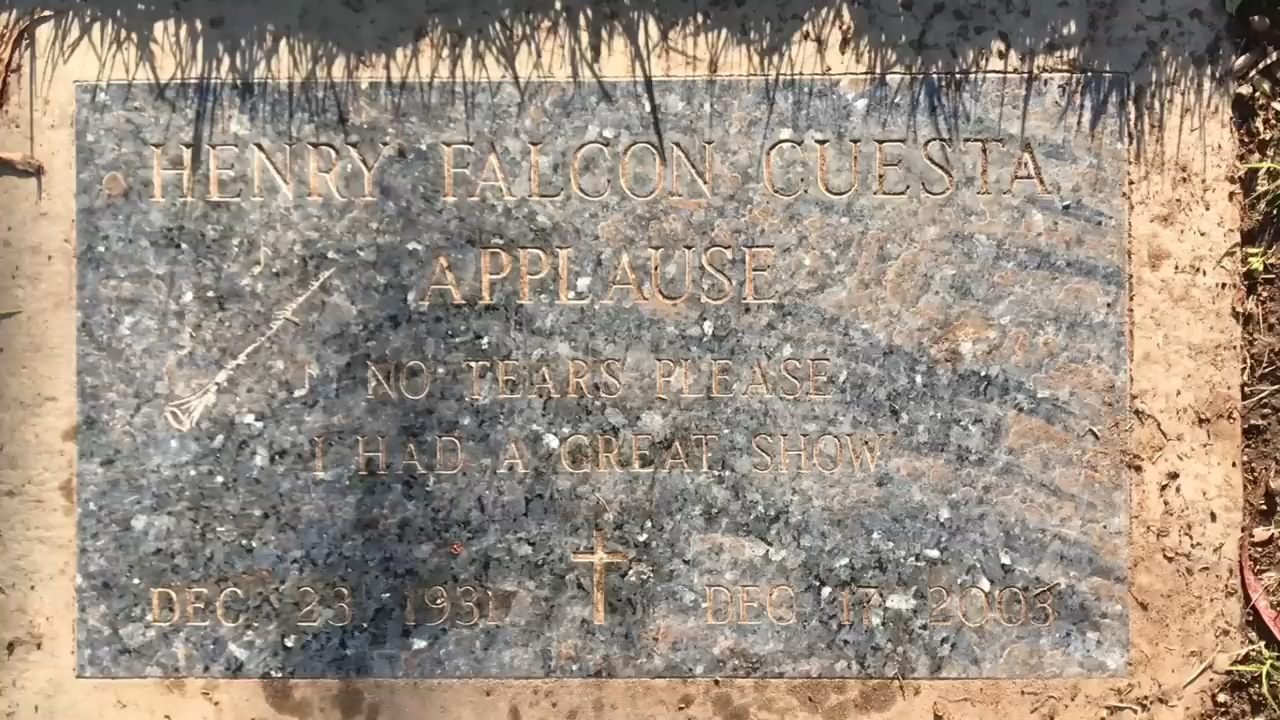 HENRY FALCON CUESTA
APPLAUSE
NO TEARS PLEASE
I HAD A GREAT SHOW
DEC. 23 1931 DEC 17 2003